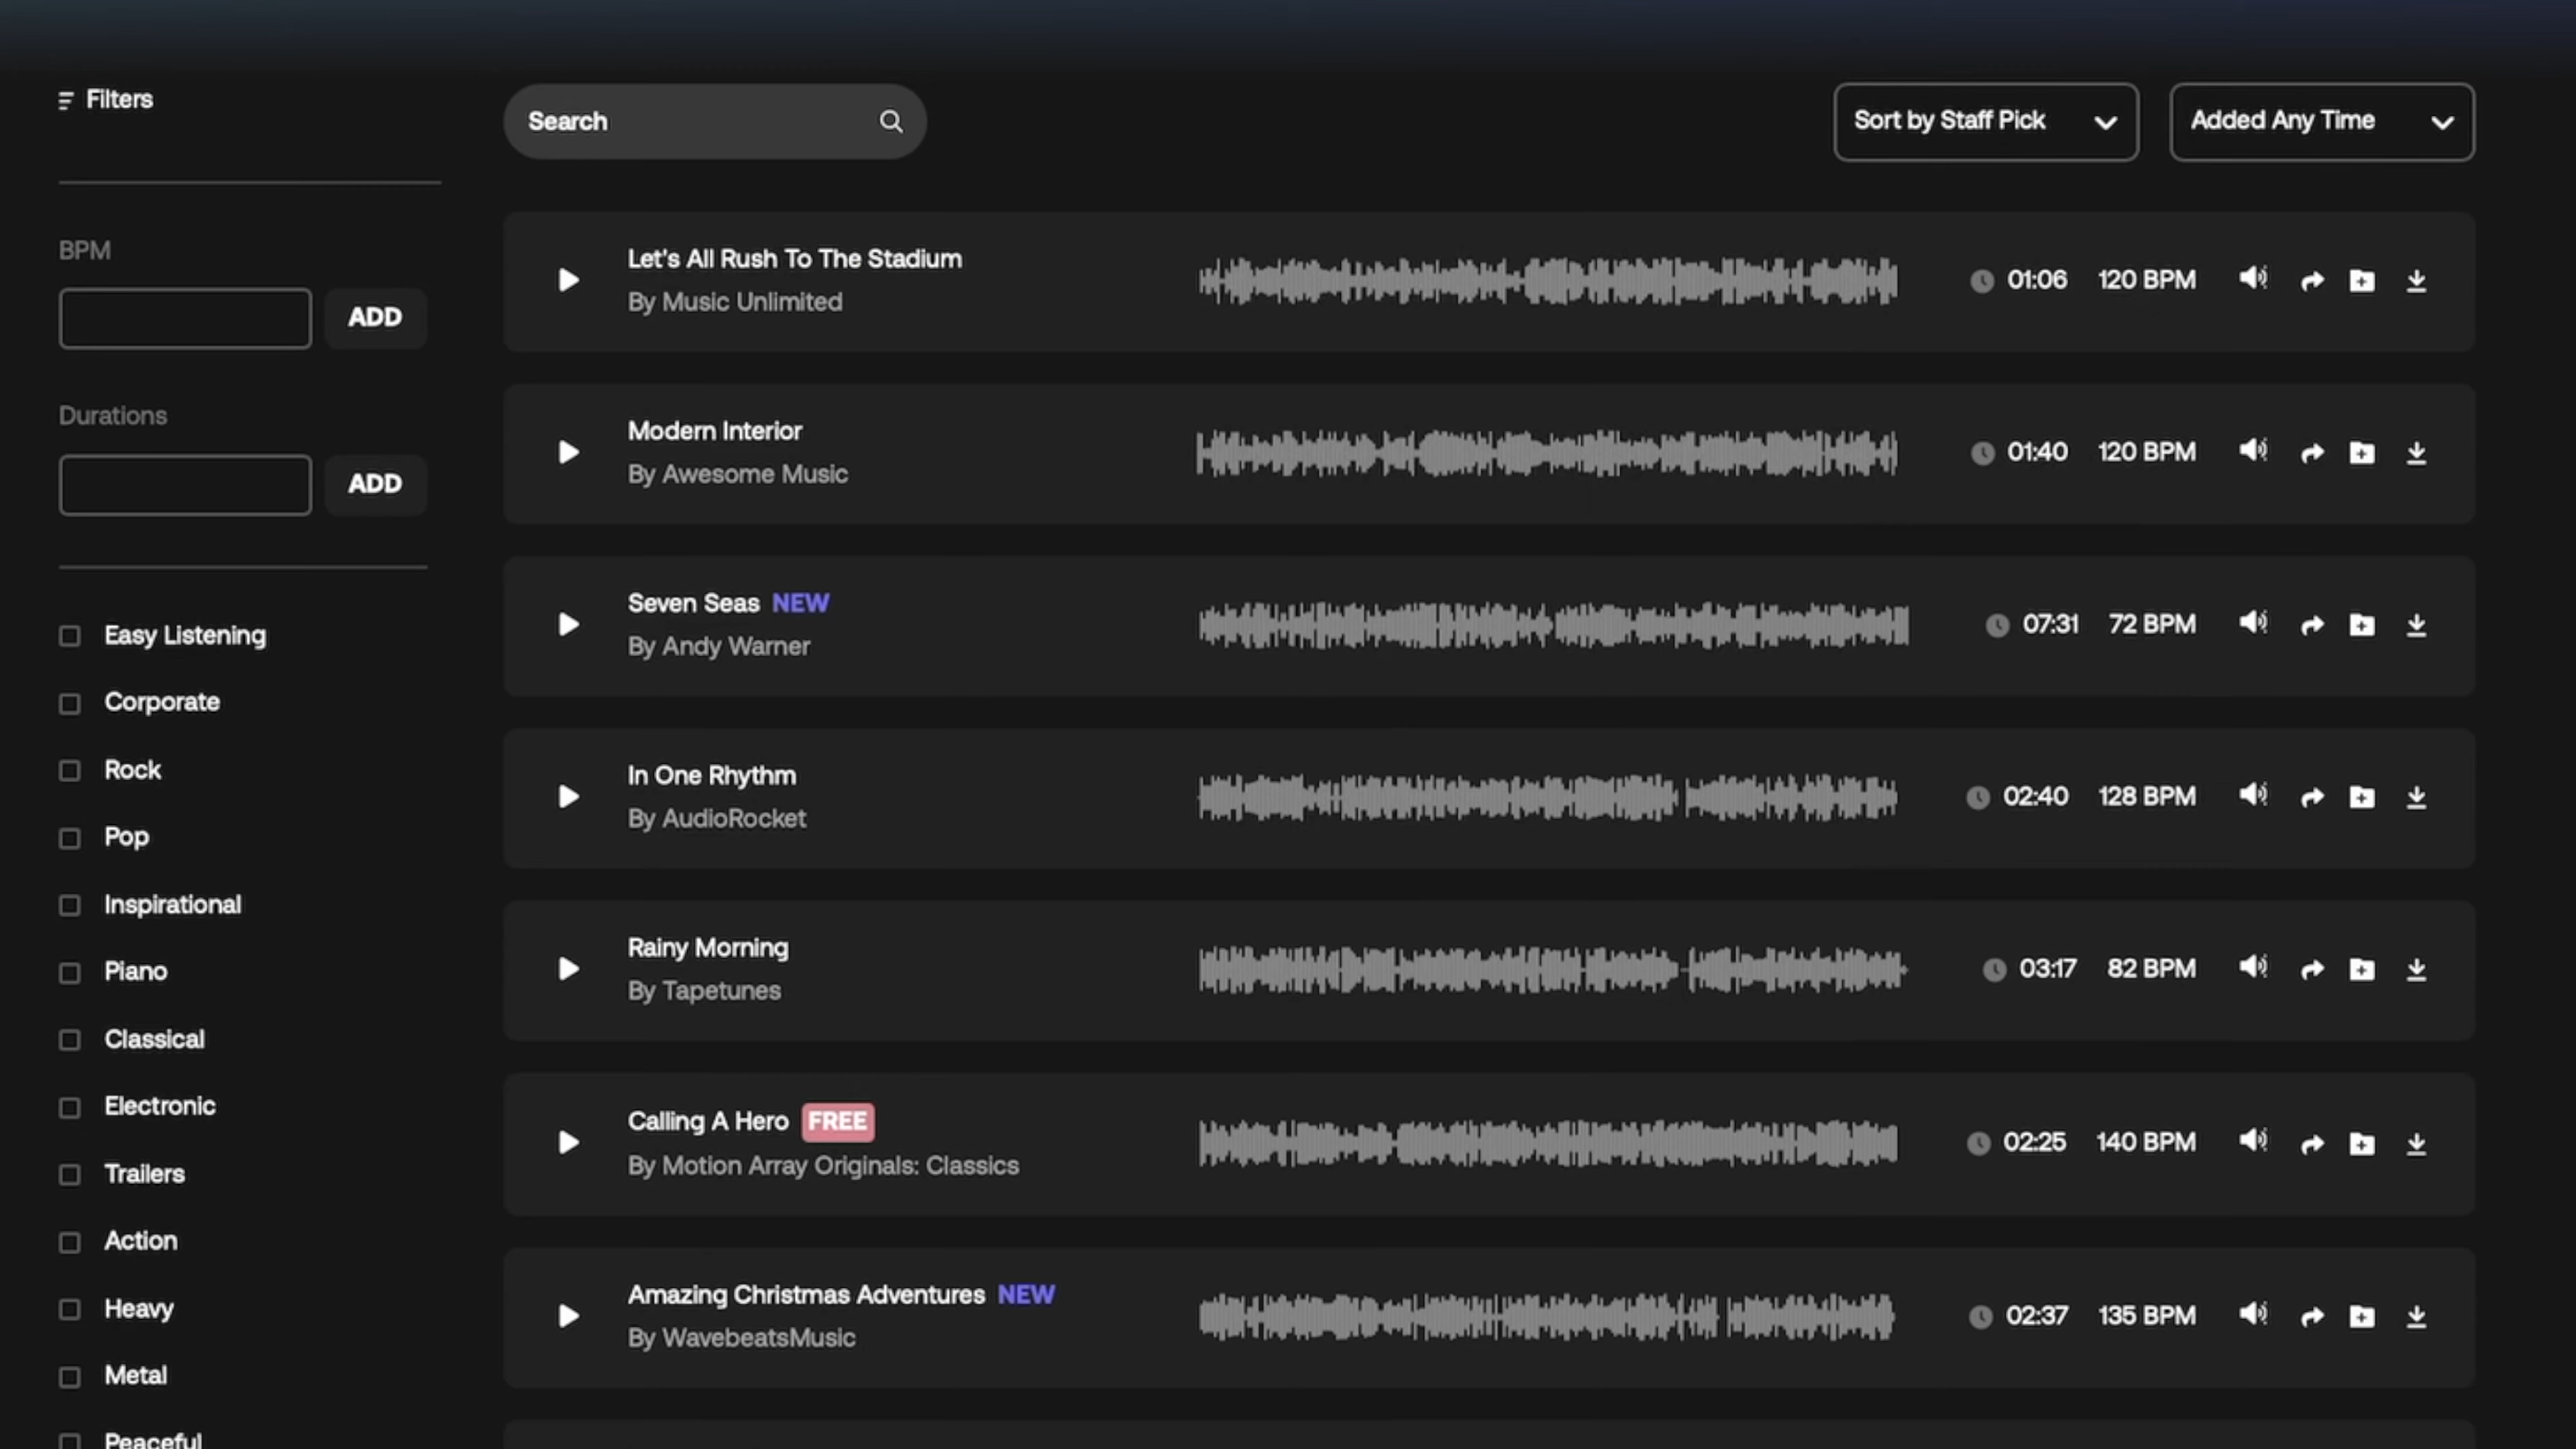 Filters
Search
Sort by Staff Pick
Added Any Time
BPM
ADD
Durations
ADD
Easy Listening
Corporate
Rock
Pop
Inspirational
Piano
Classical
Electronic
Trailers
Action
Heavy
Metal
Peaceful
Let's All Rush To The Stadium
By Music Unlimited
01:06 120 BPM
Modern Interior
By Awesome Music
01:40 120 BPM
Seven Seas NEW
By Andy Warner
07:31 72 BPM
In One Rhythm
By AudioRocket
02:40 128 BPM
Rainy Morning
By Tapetunes
03:17 82 BPM
Calling A Hero FREE
By Motion Array Originals: Classics
02:25 140 BPM
Amazing Christmas Adventures NEW
By WavebeatsMusic
02:37 135 BPM